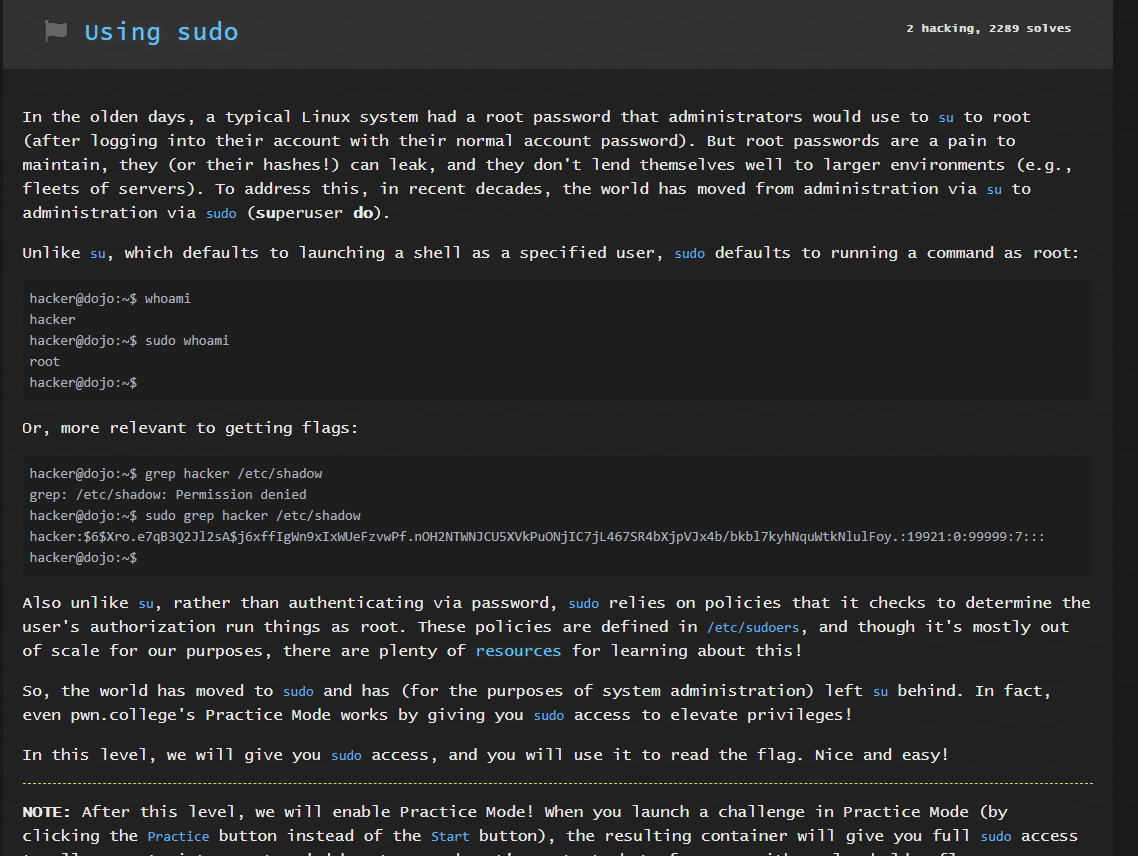 Using sudo
2 hacking, 2289 solves
In the olden days, a typical Linux system had a root password that administrators would use to su to root
(after logging into their account with their normal account password). But root passwords are a pain to
maintain, they (or their hashes!) can leak, and they don't lend themselves well to larger environments (e.g.,
fleets of servers). To address this, in recent decades, the world has moved from administration via su to
administration via sudo (superuser do).
Unlike su, which defaults to launching a shell as a specified user, sudo defaults to running a command as root:
hacker@dojo:~$ whoami
hacker
hacker@dojo:~$ sudo whoami
root
hacker@dojo:~$
Or, more relevant to getting flags:
hacker@dojo:~$ grep hacker /etc/shadow
grep: /etc/shadow: Permission denied
hacker@dojo:~$ sudo grep hacker /etc/shadow
hacker:$6$Xro.e7qB3Q2Jl2sA$j6xffIgWn9xIxWUeFzvwPf.nOH2NTWNJCU5XVkPuONjIC7jL467SR4bXjpVJx4b/bkbl7kyhNquWtkNlulFoy.:19921:0:99999:7:::
hacker@dojo:~$
Also unlike su, rather than authenticating via password, sudo relies on policies that it checks to determine the
user's authorization run things as root. These policies are defined in /etc/sudoers, and though it's mostly out
of scale for our purposes, there are plenty of resources for learning about this!
So, the world has moved to sudo and has (for the purposes of system administration) left su behind. In fact,
even pwn.college's Practice Mode works by giving you sudo access to elevate privileges!
In this level, we will give you sudo access, and you will use it to read the flag. Nice and easy!
NOTE: After this level, we will enable Practice Mode! When you launch a challenge in Practice Mode (by
clicking the Practice button instead of the Start button), the resulting container will give you full sudo access